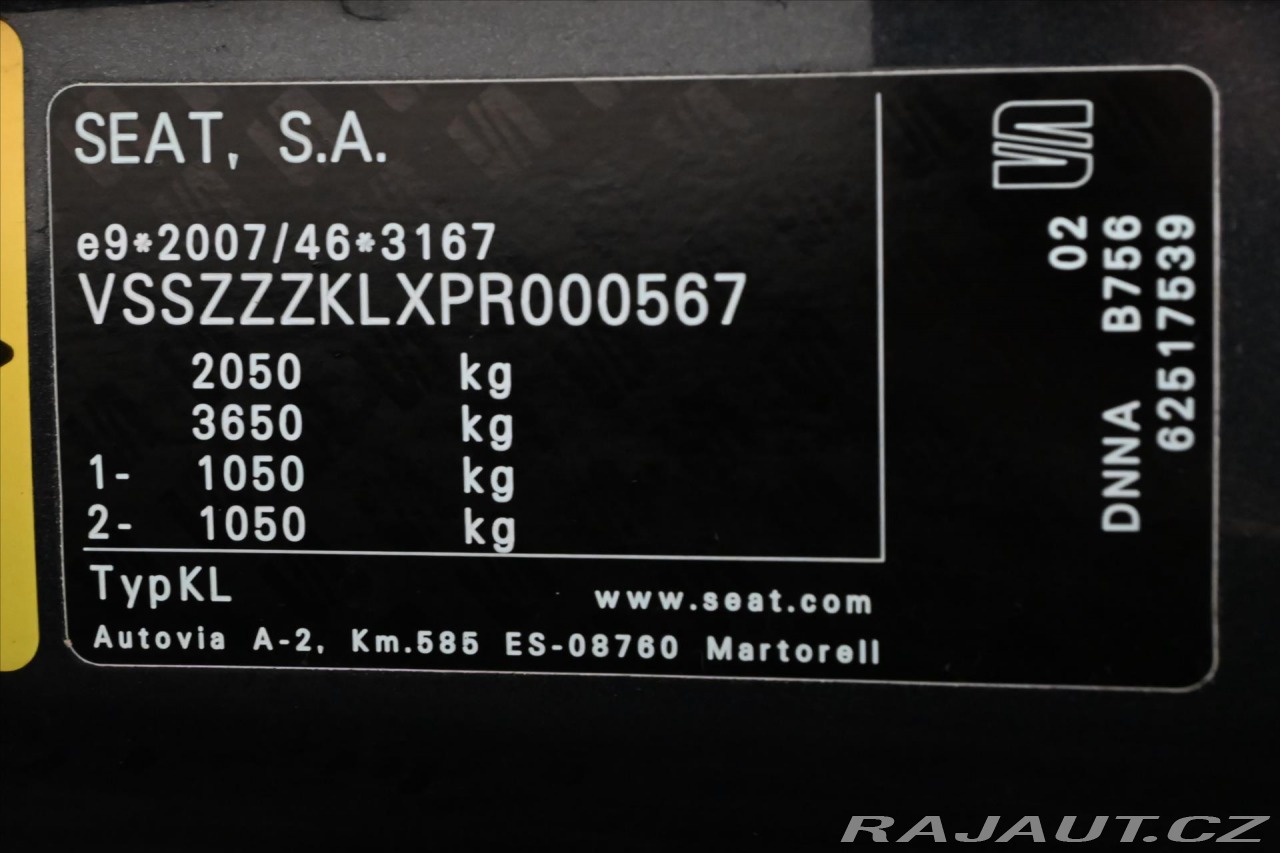 SEAT, S.A.
e9*2007/46*3167
VSSZZZKLXPR000567
2050 kg
3650 kg
1- 1050 kg
2- 1050 kg
TypKL
www.seat.com
Autovia A-2, Km.585 ES-08760 Martorell
02
DNNA B756
62517539
RAJAUT.CZ